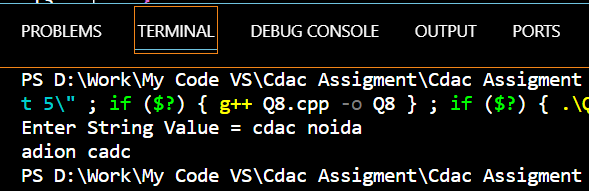 PROBLEMS TERMINAL DEBUG CONSOLE OUTPUT PORTS
PS D:\Work\My Code VS\Cdac Assigment\Cdac Assigment
t 5\" ; if ($?) { g++ Q8.cpp -o Q8 } ; if ($?) { .\Q
Enter String Value = cdac noida
adion cadc
PS D:\Work\My Code VS\Cdac Assigment\Cdac Assigment